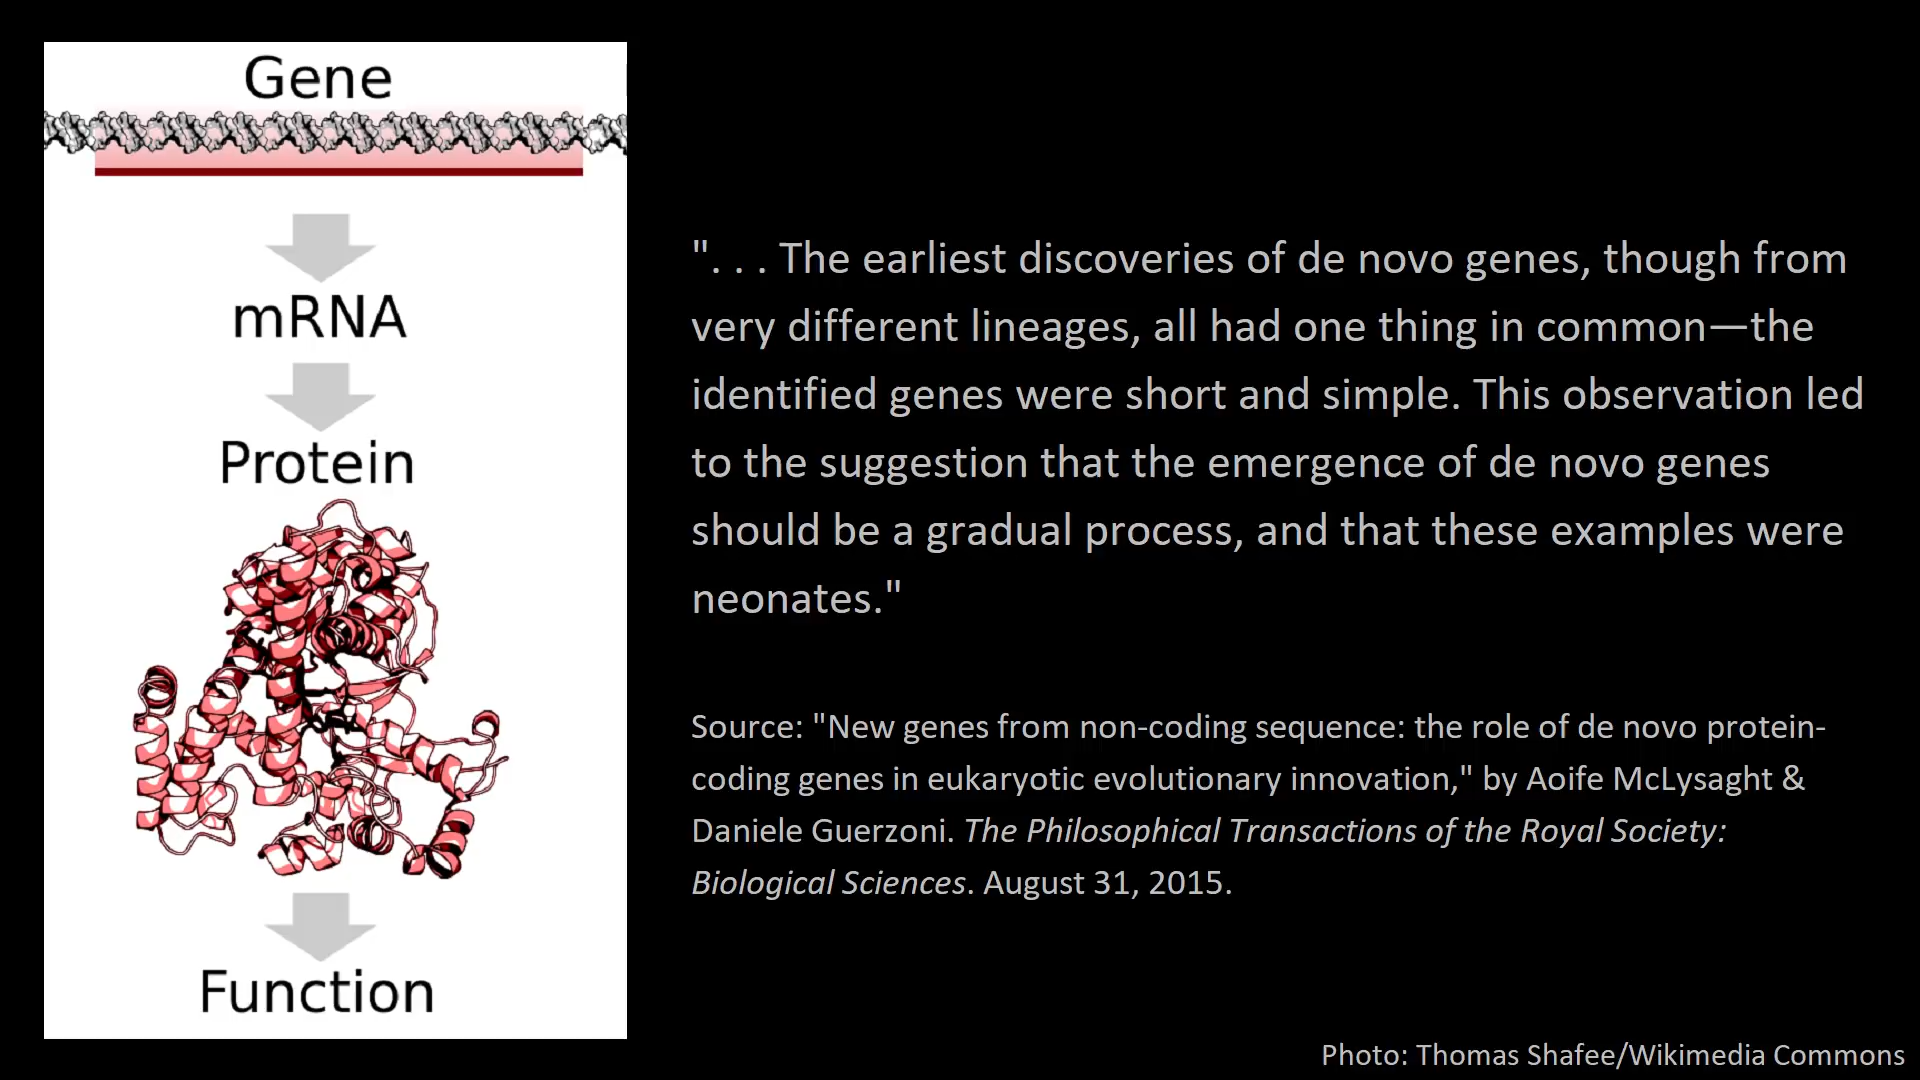 Gene
mRNA
Protein
Function
". . . The earliest discoveries of de novo genes, though from
very different lineages, all had one thing in common—the
identified genes were short and simple. This observation led
to the suggestion that the emergence of de novo genes
should be a gradual process, and that these examples were
neonates."
Source: "New genes from non-coding sequence: the role of de novo protein-
coding genes in eukaryotic evolutionary innovation," by Aoife McLysaght &
Daniele Guerzoni. The Philosophical Transactions of the Royal Society:
Biological Sciences. August 31, 2015.
Photo: Thomas Shafee/Wikimedia Commons